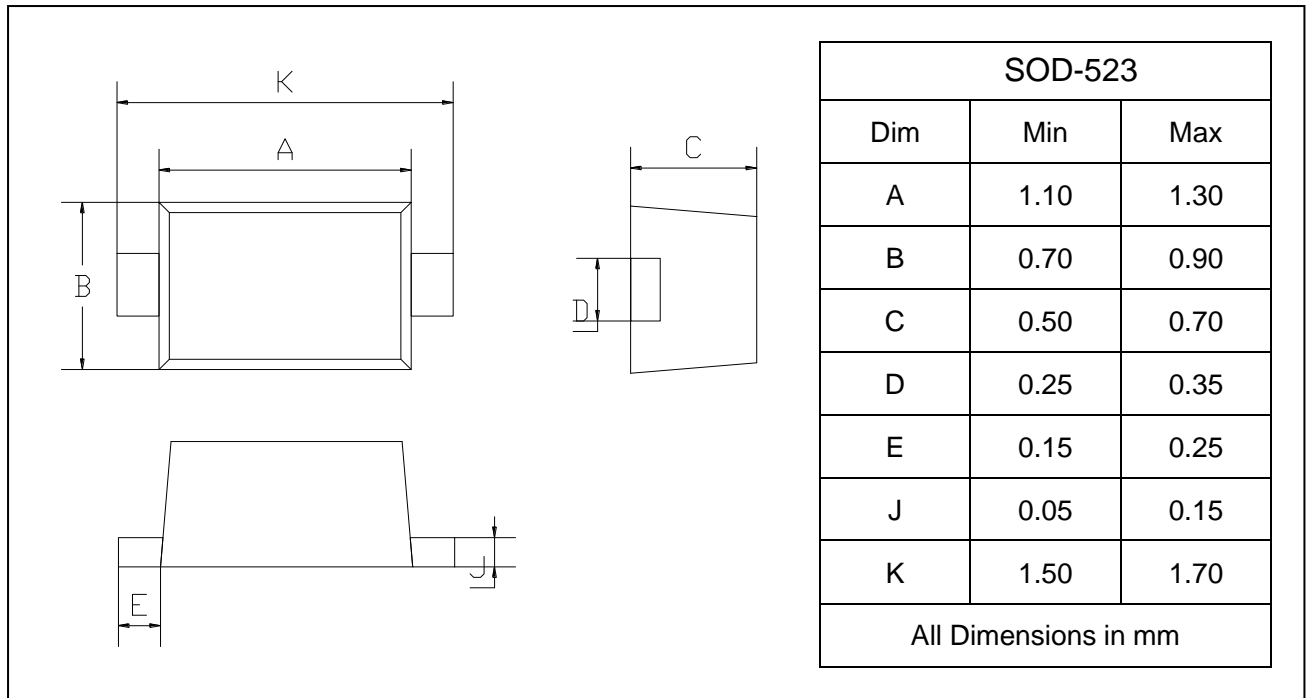 K
A
B
C
D
E
J
SOD-523
Dim Min Max
A 1.10 1.30
B 0.70 0.90
C 0.50 0.70
D 0.25 0.35
E 0.15 0.25
J 0.05 0.15
K 1.50 1.70
All Dimensions in mm